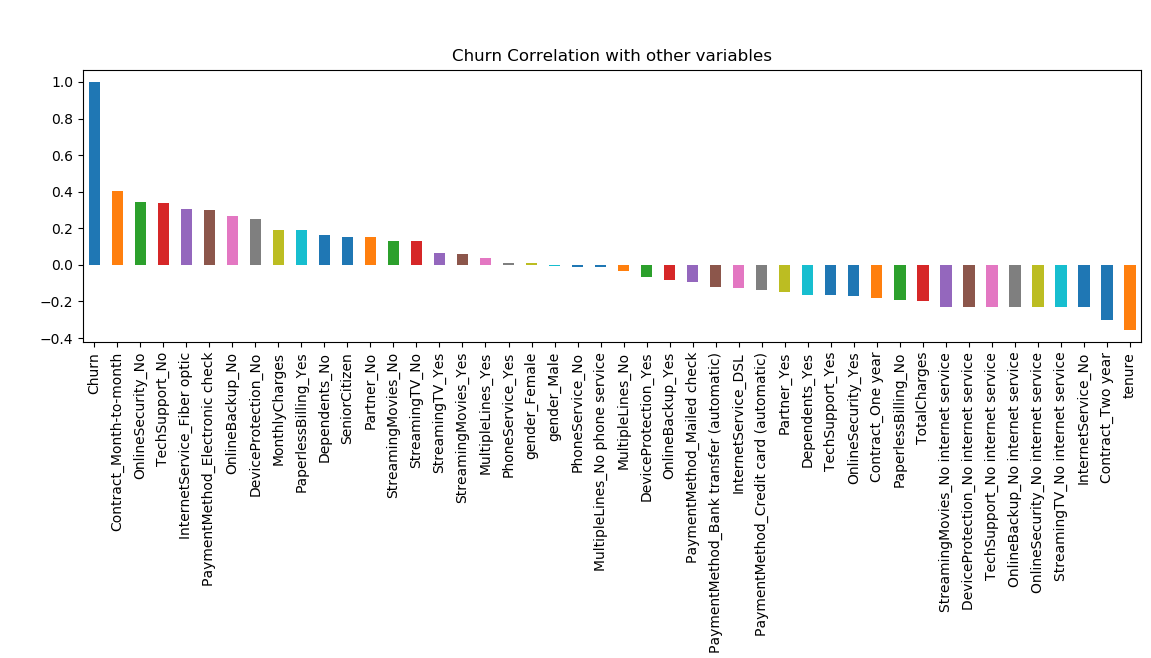 Churn Correlation with other variables
1.0
0.8
0.6
0.4
0.2
0.0
−0.2
−0.4
Churn
Contract_Month-to-month
OnlineSecurity_No
TechSupport_No
InternetService_Fiber optic
PaymentMethod_Electronic check
OnlineBackup_No
DeviceProtection_No
MonthlyCharges
PaperlessBilling_Yes
Dependents_No
SeniorCitizen
Partner_No
StreamingMovies_No
StreamingTV_No
StreamingTV_Yes
StreamingMovies_Yes
MultipleLines_Yes
PhoneService_Yes
gender_Female
gender_Male
PhoneService_No
MultipleLines_No phone service
MultipleLines_No
DeviceProtection_Yes
OnlineBackup_Yes
PaymentMethod_Mailed check
PaymentMethod_Bank transfer (automatic)
InternetService_DSL
PaymentMethod_Credit card (automatic)
Partner_Yes
Dependents_Yes
TechSupport_Yes
OnlineSecurity_Yes
Contract_One year
PaperlessBilling_No
TotalCharges
StreamingMovies_No internet service
DeviceProtection_No internet service
TechSupport_No internet service
OnlineBackup_No internet service
OnlineSecurity_No internet service
StreamingTV_No internet service
InternetService_No
Contract_Two year
tenure